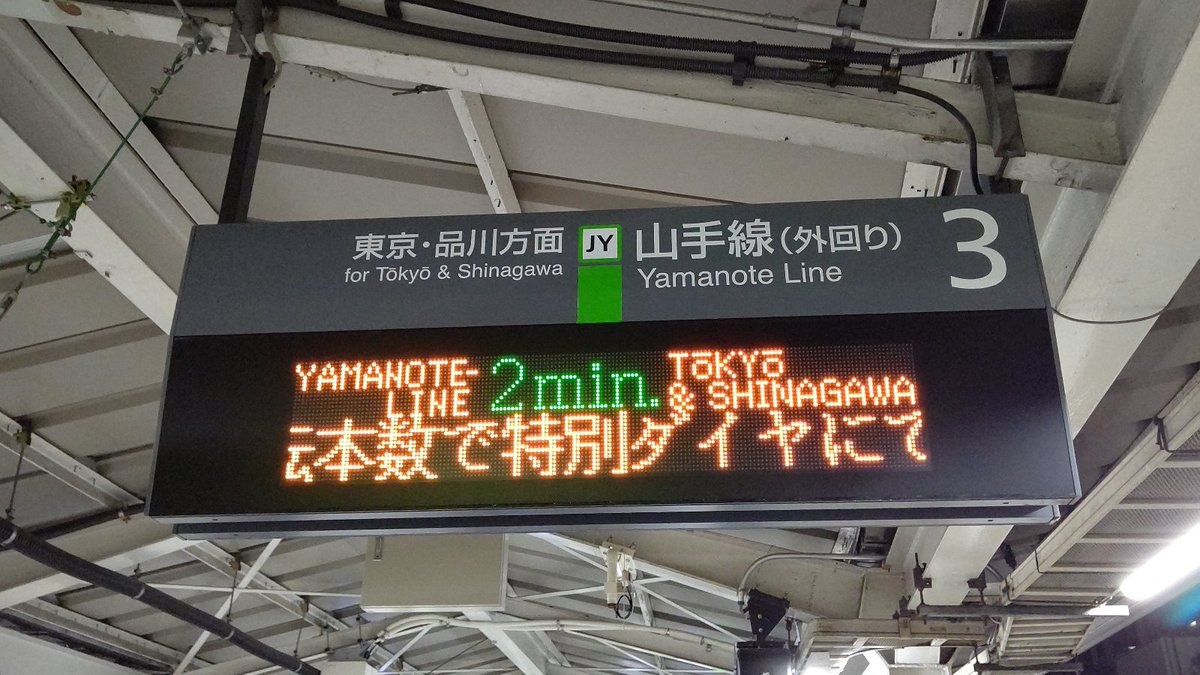 東京・品川方面
for Tōkyō & Shinagawa
JY
山手線(外回り)
Yamanote Line
3
YAMANOTE-
LINE
2min.
TōKYō
& SHINAGAWA
本数で特別ダイヤにて